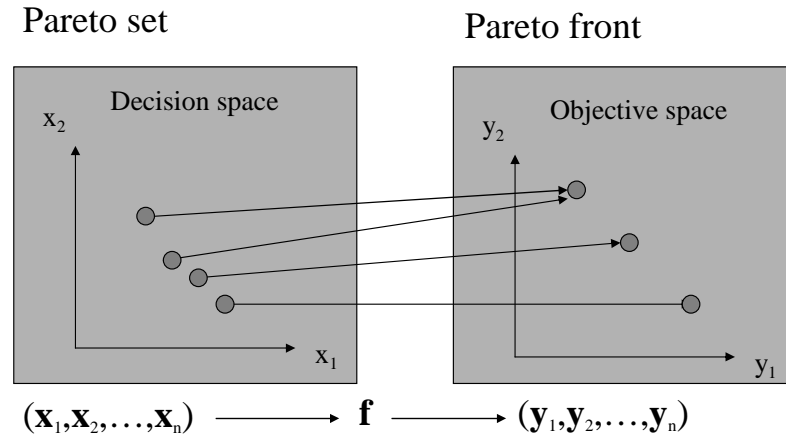 Pareto set
Pareto front
Decision space
x₂
x₁
Objective space
y₂
y₁
(x₁,x₂,…,xₙ) f (y₁,y₂,…,yₙ)